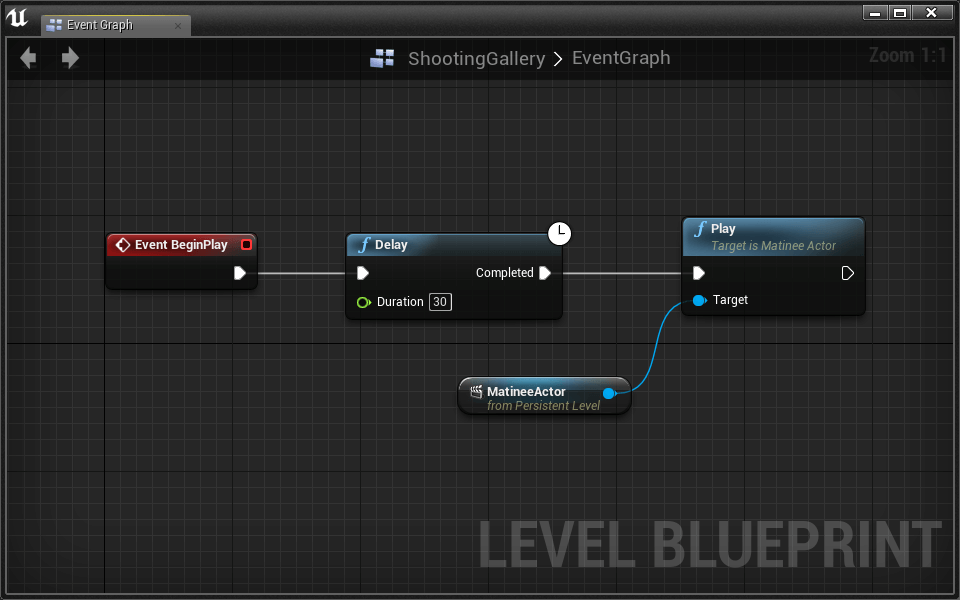 Event Graph
ShootingGallery > EventGraph
Zoom 1:1
Event BeginPlay
f Delay
Completed
Duration 30
f Play
Target is Matinee Actor
Target
MatineeActor
from Persistent Level
LEVEL BLUEPRINT